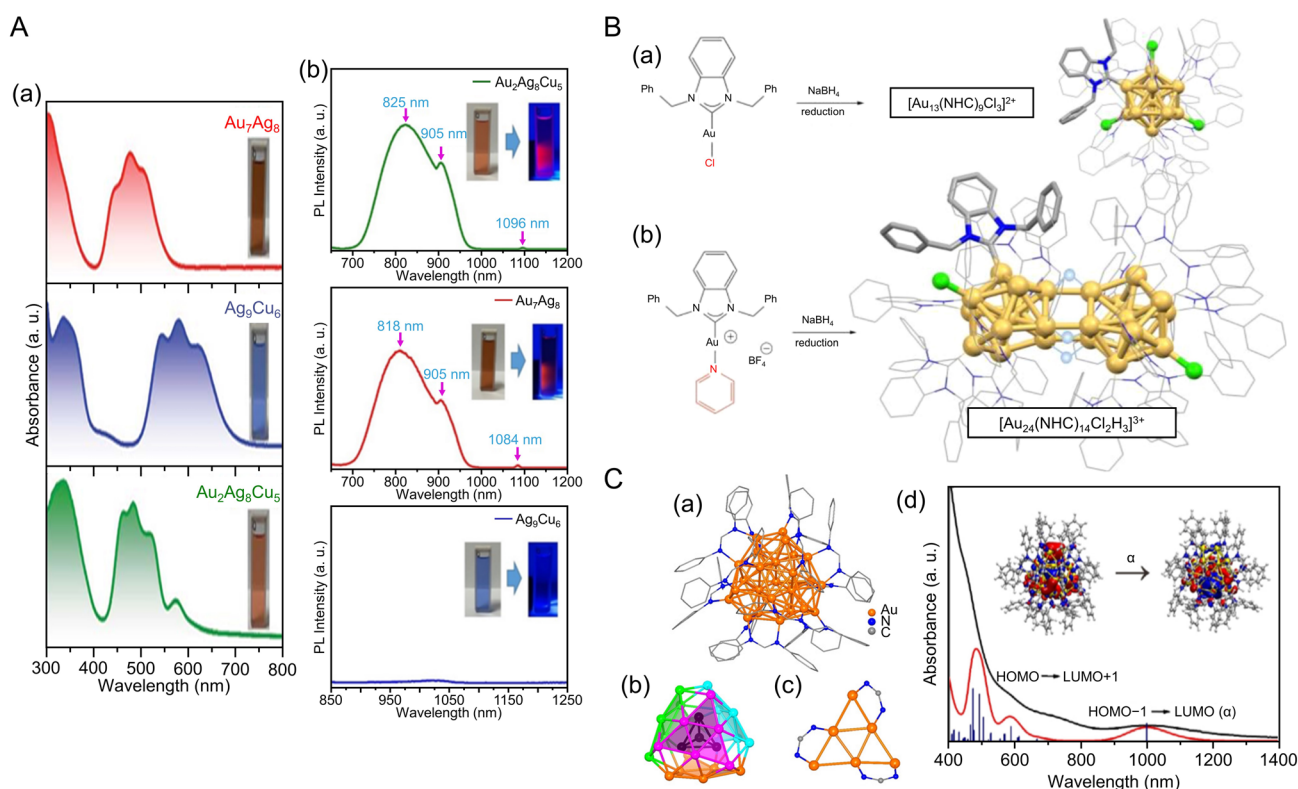 A
(a)
Au7Ag8
Ag9Cu6
Au2Ag8Cu5
Absorbance (a. u.)
300 400 500 600 700 800
Wavelength (nm)
(b)
Au2Ag8Cu5
825 nm
905 nm
1096 nm
PL Intensity (a. u.)
650 700 800 900 1000 1100 1200
Wavelength (nm)
Au7Ag8
818 nm
905 nm
1084 nm
PL Intensity (a. u.)
650 700 800 900 1000 1100 1200
Wavelength (nm)
Ag9Cu6
PL Intensity (a. u.)
850 950 1050 1150 1250
Wavelength (nm)
B
(a)
Ph N N Ph
Au
Cl
NaBH4
reduction
[Au13(NHC)9Cl3]2+
(b)
Ph N N Ph
Au +
N
BF4 −
NaBH4
reduction
[Au24(NHC)14Cl2H3]3+
C
(a)
Au
N
C
(b)
(c)
(d)
α
HOMO → LUMO+1
HOMO−1 → LUMO (α)
Absorbance (a. u.)
400 600 800 1000 1200 1400
Wavelength (nm)